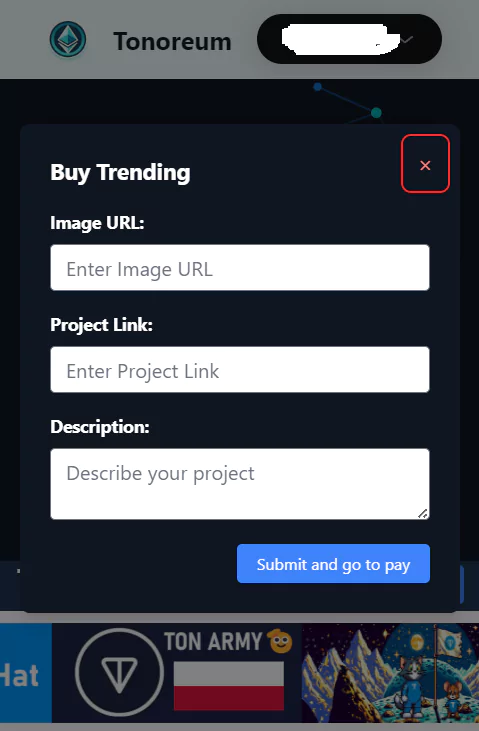 Tonoreum
Buy Trending
×
Image URL:
Enter Image URL
Project Link:
Enter Project Link
Description:
Describe your project
Submit and go to pay
Hat
TON ARMY